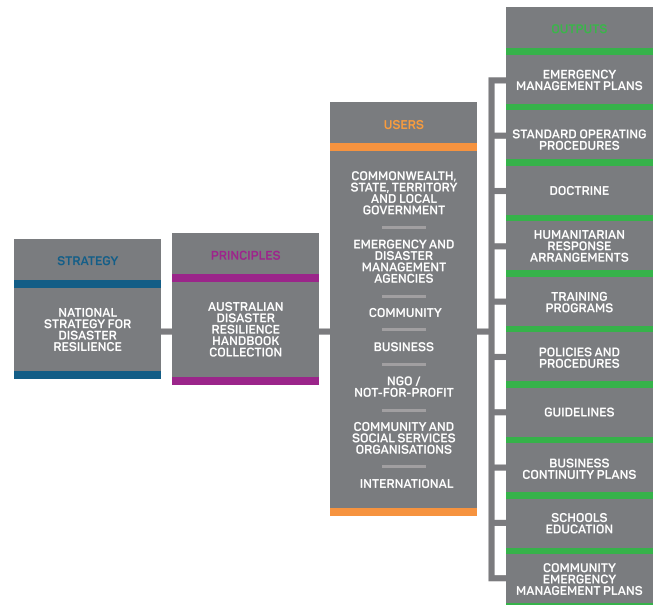 STRATEGY
NATIONAL
STRATEGY FOR
DISASTER
RESILIENCE
PRINCIPLES
AUSTRALIAN
DISASTER
RESILIENCE
HANDBOOK
COLLECTION
USERS
COMMONWEALTH,
STATE, TERRITORY
AND LOCAL
GOVERNMENT
EMERGENCY AND
DISASTER
MANAGEMENT
AGENCIES
COMMUNITY
BUSINESS
NGO /
NOT-FOR-PROFIT
COMMUNITY AND
SOCIAL SERVICES
ORGANISATIONS
INTERNATIONAL
OUTPUTS
EMERGENCY
MANAGEMENT PLANS
STANDARD OPERATING
PROCEDURES
DOCTRINE
HUMANITARIAN
RESPONSE
ARRANGEMENTS
TRAINING
PROGRAMS
POLICIES AND
PROCEDURES
GUIDELINES
BUSINESS
CONTINUITY PLANS
SCHOOLS
EDUCATION
COMMUNITY
EMERGENCY
MANAGEMENT PLANS